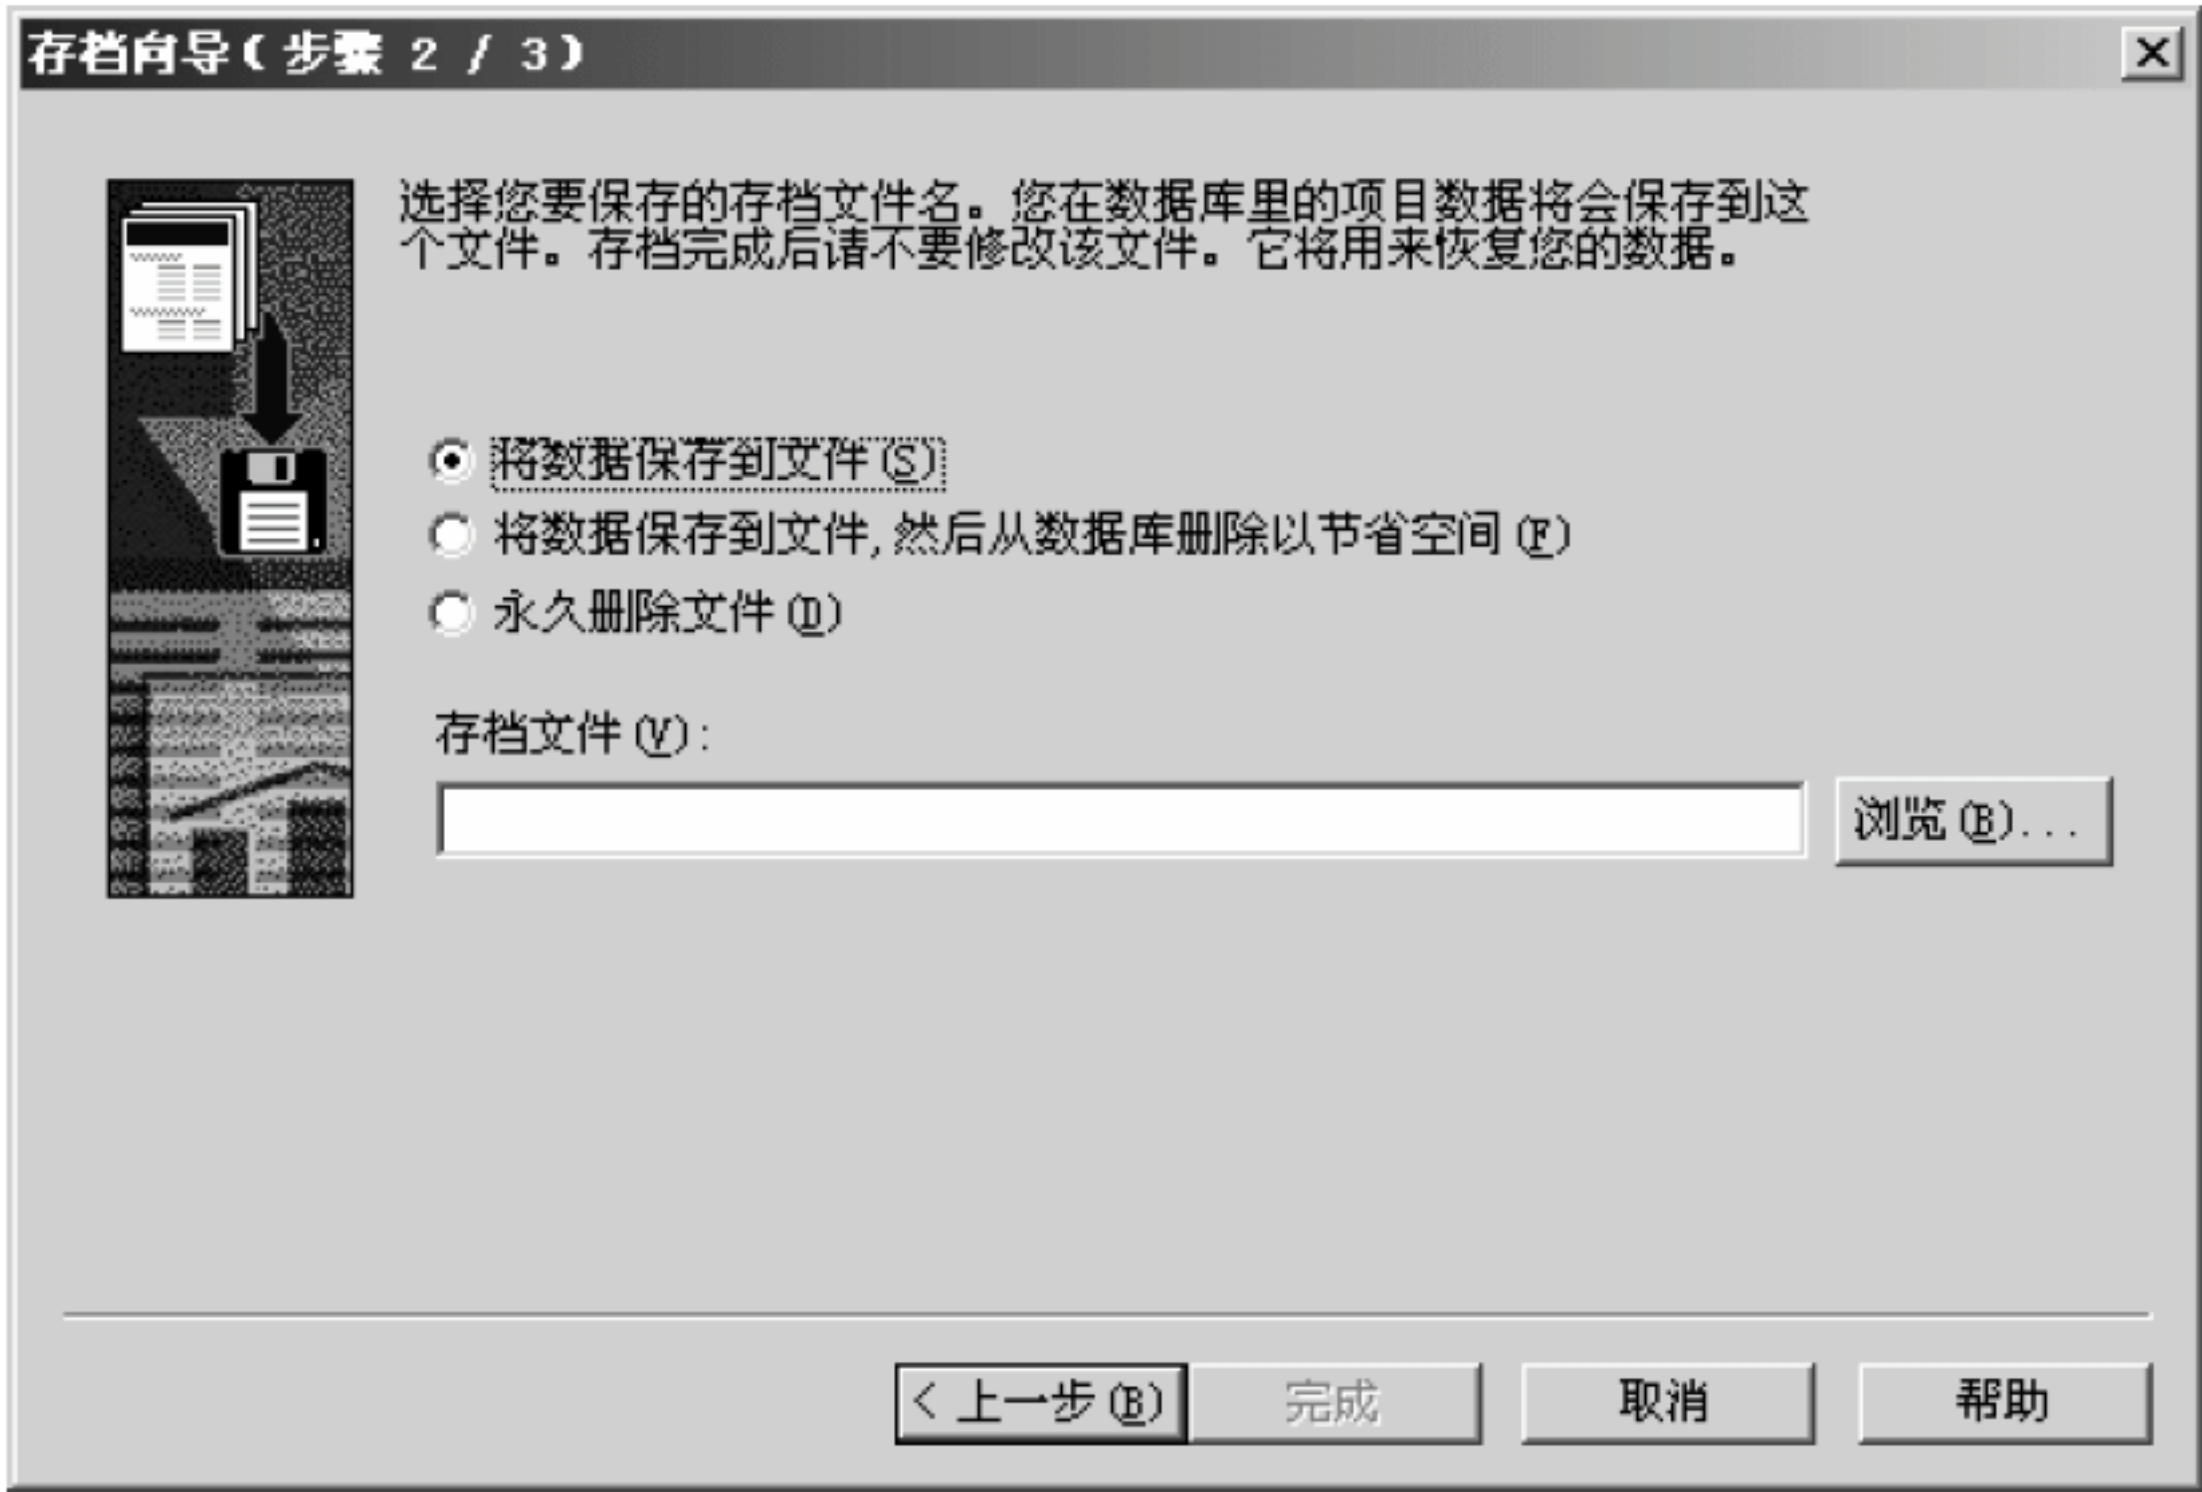 存档向导(步骤 2 / 3)
选择您要保存的存档文件名。您在数据库里的项目数据将会保存到这
个文件。存档完成后请不要修改该文件。它将用来恢复您的数据。
将数据保存到文件(S)
将数据保存到文件,然后从数据库删除以节省空间(F)
永久删除文件(D)
存档文件(V):
浏览(B)...
< 上一步(B)
完成
取消
帮助